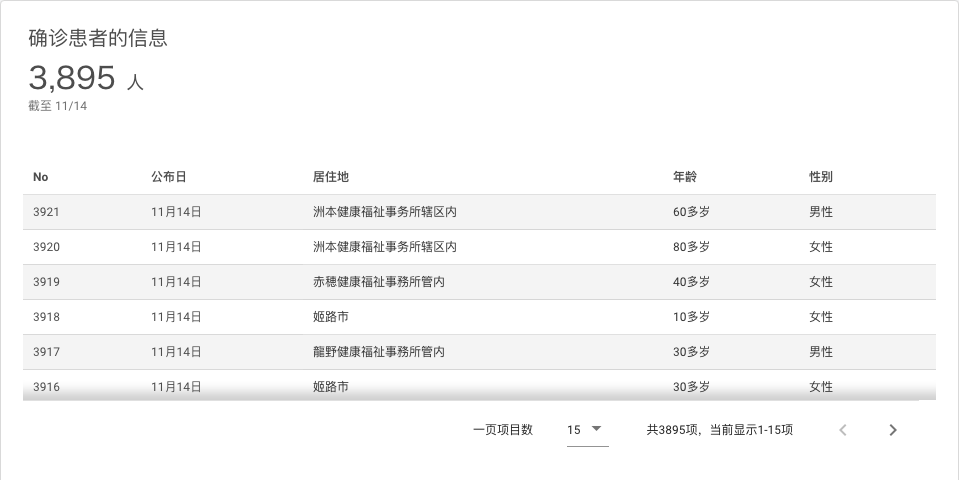 确诊患者的信息
3,895 人
截至 11/14
No 公布日 居住地 年龄 性别
3921 11月14日 洲本健康福祉事务所辖区内 60多岁 男性
3920 11月14日 洲本健康福祉事务所辖区内 80多岁 女性
3919 11月14日 赤穂健康福祉事務所管内 40多岁 女性
3918 11月14日 姫路市 10多岁 女性
3917 11月14日 龍野健康福祉事務所管内 30多岁 男性
3916 11月14日 姫路市 30多岁 女性
一页项目数 15 共3895项，当前显示1-15项